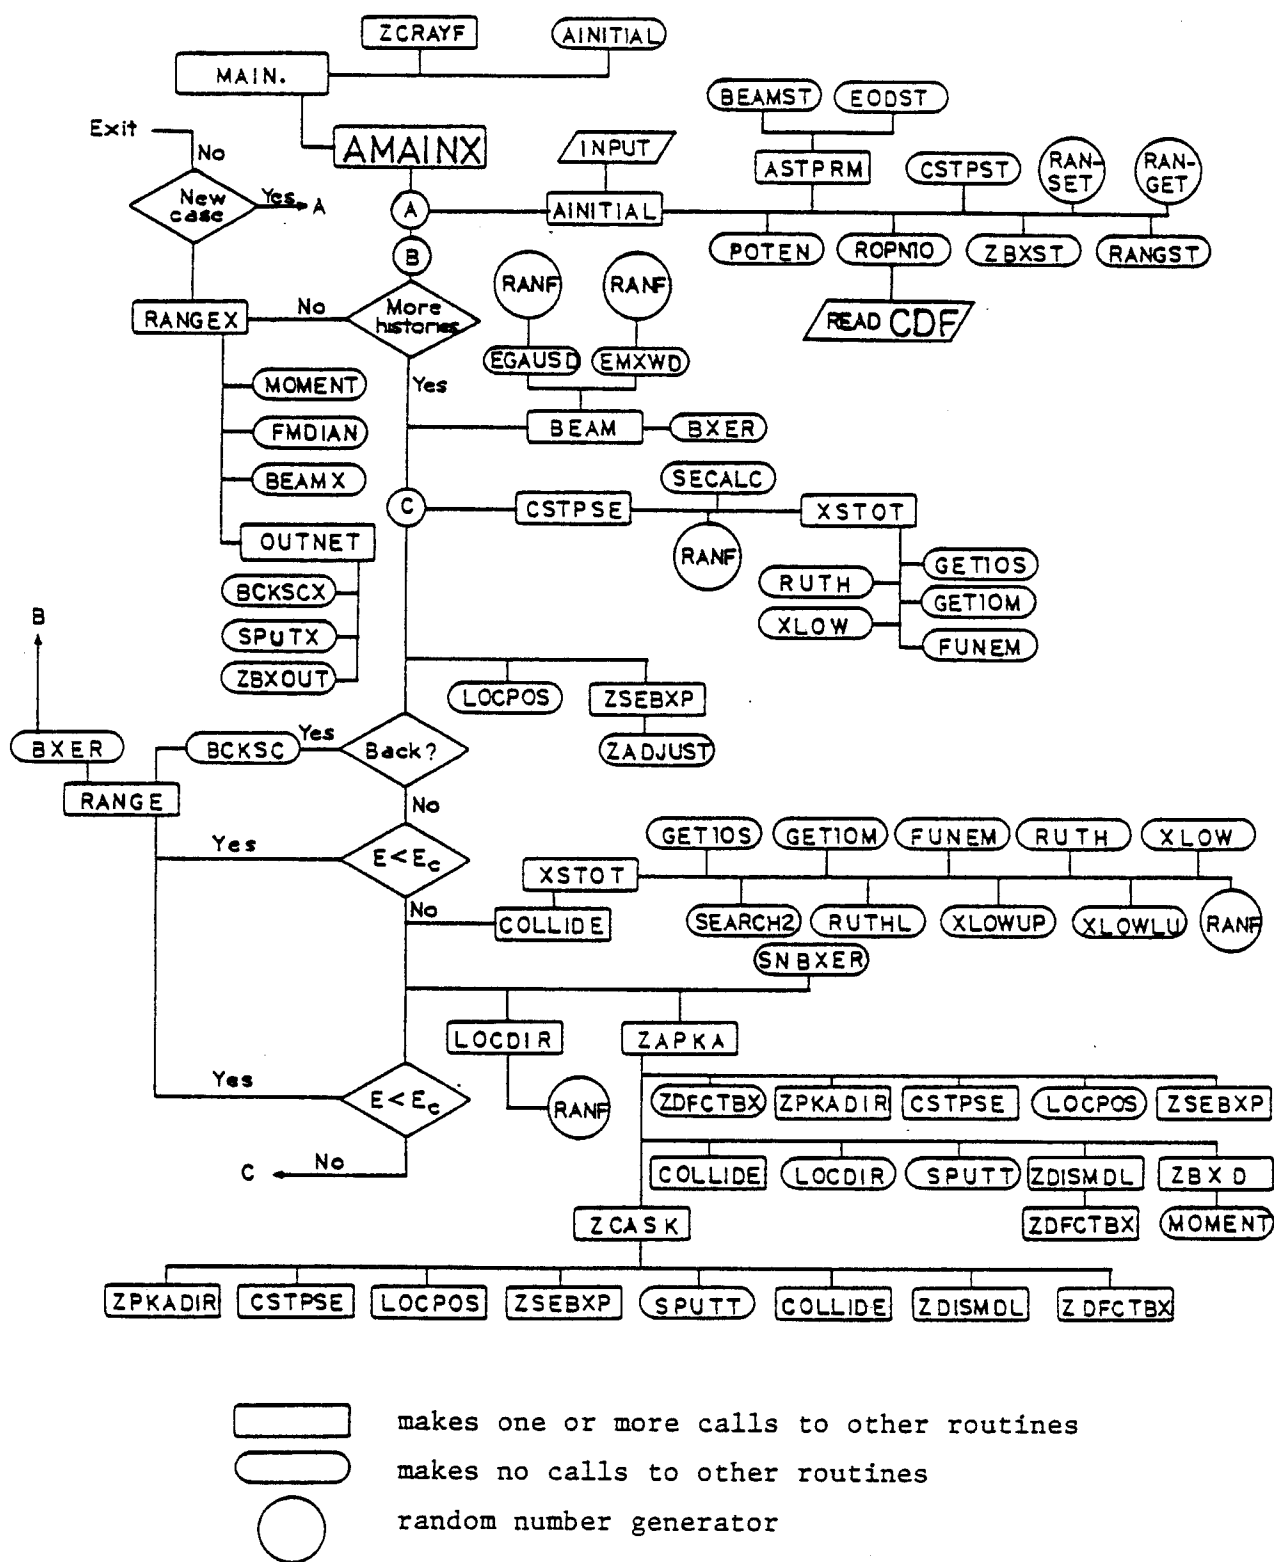 ZCRAYF
AINITIAL
MAIN.
BEAMST
EODST
Exit
No
AMAINX
INPUT
ASTPRM
CSTPST
RAN-
SET
RAN-
GET
New
case
Yes
A
A
AINITIAL
B
POTEN
ROPN10
ZBXST
RANGST
RANF
RANF
RANGEX
No
More
histories
READ CDF
EGAUSD
EMXWD
MOMENT
Yes
FMDIAN
BEAM
BXER
BEAMX
SECALC
C
CSTPSE
XSTOT
OUTNET
RANF
GET10S
BCKSCX
RUTH
GET10M
B
SPUTX
XLOW
FUNEM
ZBXOUT
LOCPOS
ZSEBXP
BXER
BCKSC
Yes
Back?
ZADJUST
RANGE
No
GET10S
GET10M
FUNEM
RUTH
XLOW
Yes
E<Ec
XSTOT
No
COLLIDE
SEARCH2
RUTHL
XLOWUP
XLOWLU
RANF
SNBXER
LOCDIR
ZAPKA
Yes
E<Ec
RANF
ZDFCTBX
ZPKADIR
CSTPSE
LOCPOS
ZSEBXP
C
No
COLLIDE
LOCDIR
SPUTT
ZDISMDL
ZBXD
ZCASK
ZDFCTBX
MOMENT
ZPKADIR
CSTPSE
LOCPOS
ZSEBXP
SPUTT
COLLIDE
ZDISMDL
ZDFCTBX
makes one or more calls to other routines
makes no calls to other routines
random number generator